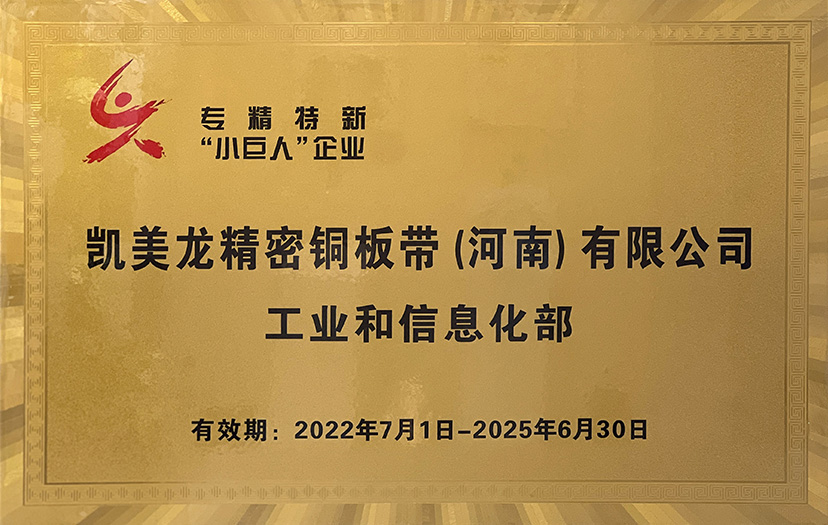 专精特新
“小巨人”企业
凯美龙精密铜板带(河南)有限公司
工业和信息化部
有效期：2022年7月1日-2025年6月30日